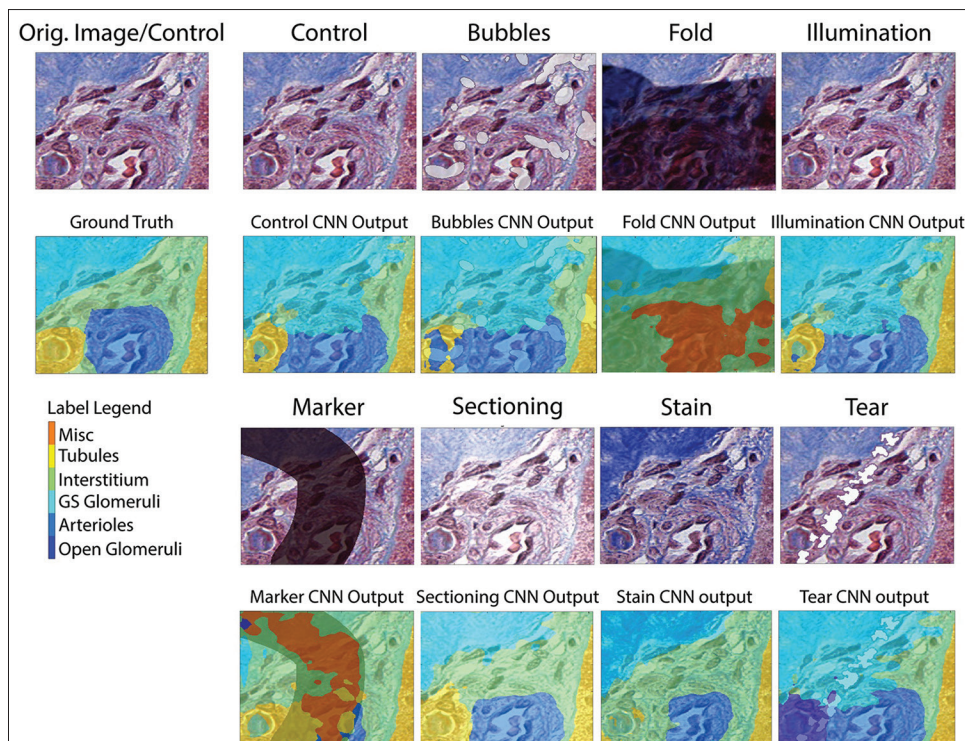 Orig. Image/Control
Control
Bubbles
Fold
Illumination
Ground Truth
Control CNN Output
Bubbles CNN Output
Fold CNN Output
Illumination CNN Output
Label Legend
Misc
Tubules
Interstitium
GS Glomeruli
Arterioles
Open Glomeruli
Marker
Sectioning
Stain
Tear
Marker CNN Output
Sectioning CNN Output
Stain CNN output
Tear CNN output